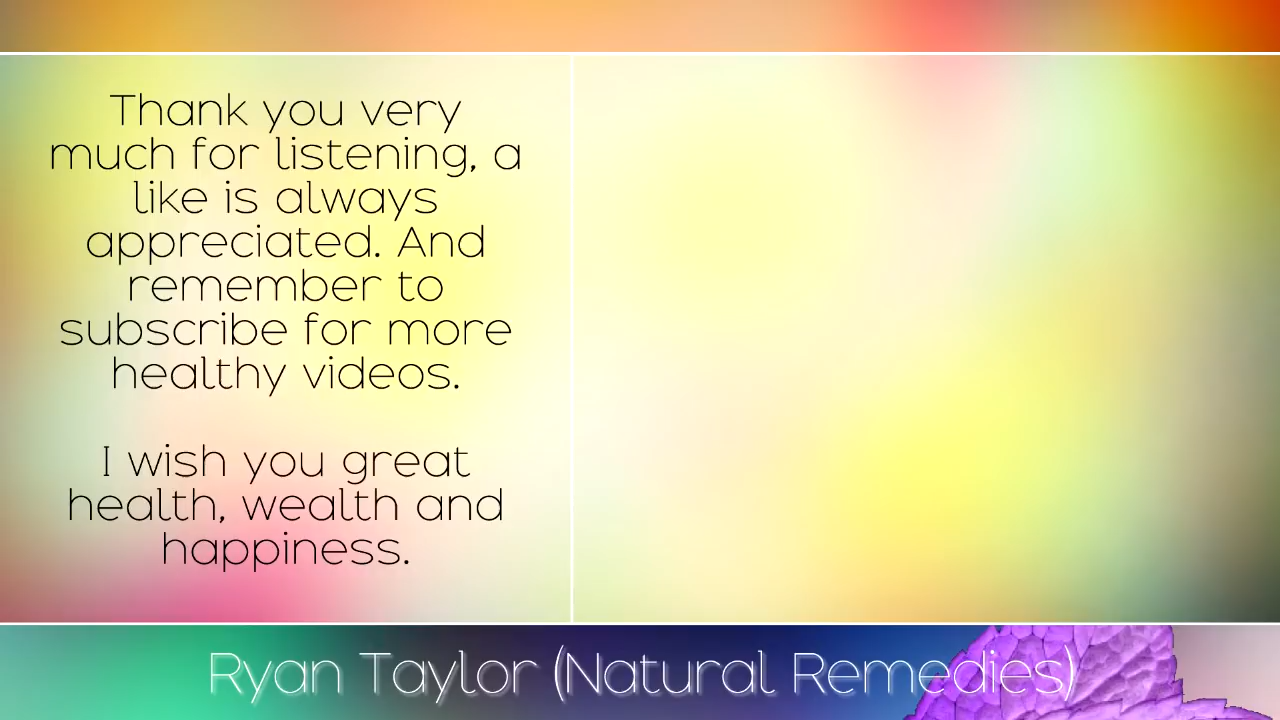 Thank you very
much for listening, a
like is always
appreciated. And
remember to
subscribe for more
healthy videos.
I wish you great
health, wealth and
happiness.
Ryan Taylor (Natural Remedies)